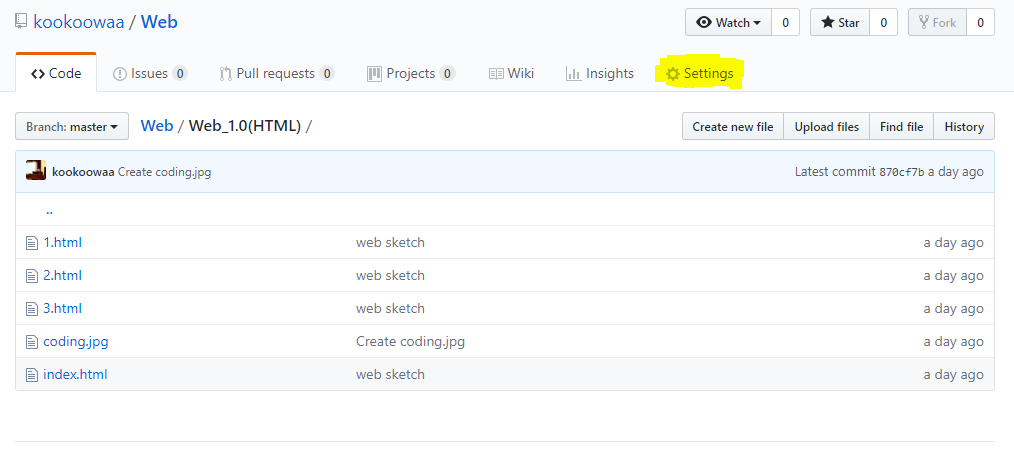 kookoowaa / Web Watch 0 Star 0 Fork 0
Code Issues 0 Pull requests 0 Projects 0 Wiki Insights Settings
Branch: master Web / Web_1.0(HTML) / Create new file Upload files Find file History
kookoowaa Create coding.jpg Latest commit 870cf7b a day ago
..
1.html web sketch a day ago
2.html web sketch a day ago
3.html web sketch a day ago
coding.jpg Create coding.jpg a day ago
index.html web sketch a day ago